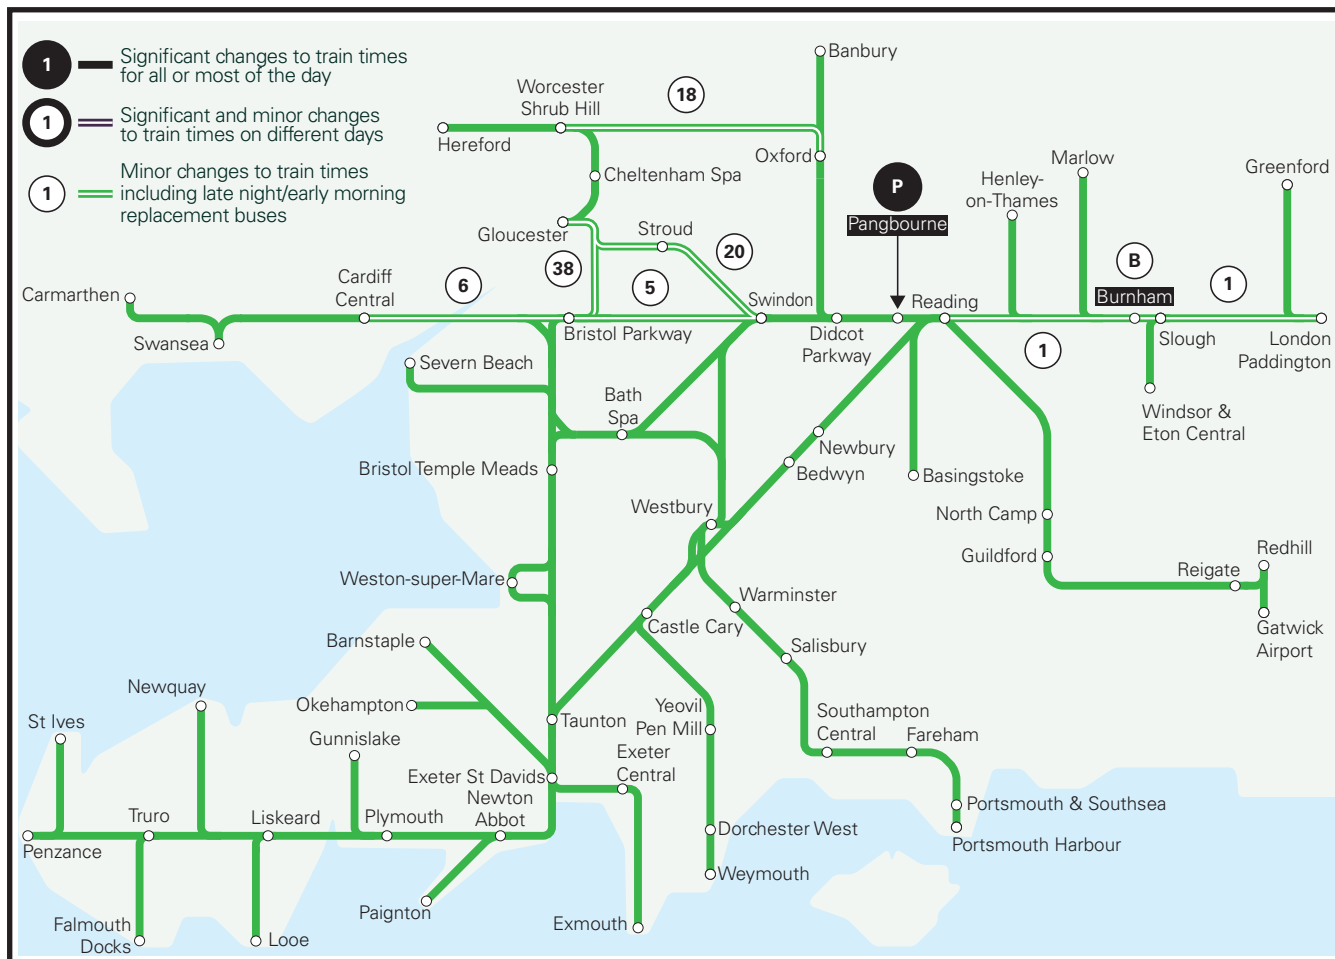 1
Significant changes to train times
for all or most of the day
1
Significant and minor changes
to train times on different days
1
Minor changes to train times
including late night/early morning
replacement buses
Banbury
Worcester
Shrub Hill
18
Hereford
Oxford
Cheltenham Spa
Gloucester
Stroud
20
38
5
6
P
Pangbourne
Henley-
on-Thames
Marlow
Greenford
B
Burnham
1
1
Carmarthen
Swansea
Cardiff
Central
Bristol Parkway
Swindon
Didcot
Parkway
Reading
Slough
London
Paddington
Windsor &
Eton Central
Severn Beach
Bath
Spa
Newbury
Bedwyn
Basingstoke
Bristol Temple Meads
Westbury
North Camp
Guildford
Reigate
Redhill
Gatwick
Airport
Weston-super-Mare
Warminster
Castle Cary
Salisbury
Barnstaple
Okehampton
Newquay
St Ives
Gunnislake
Taunton
Yeovil
Pen Mill
Southampton
Central
Fareham
Exeter St Davids
Exeter
Central
Newton
Abbot
Portsmouth & Southsea
Portsmouth Harbour
Penzance
Truro
Liskeard
Plymouth
Dorchester West
Weymouth
Paignton
Exmouth
Falmouth
Docks
Looe